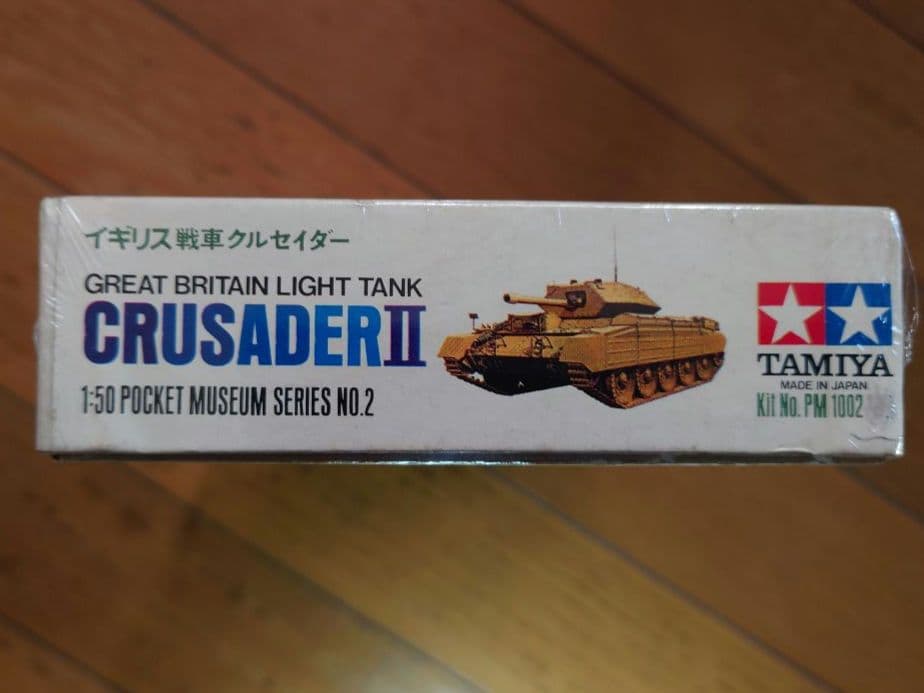 イギリス戦車クルセイダー
GREAT BRITAIN LIGHT TANK
CRUSADER II
1:50 POCKET MUSEUM SERIES NO.2
TAMIYA
MADE IN JAPAN
Kit No. PM 1002